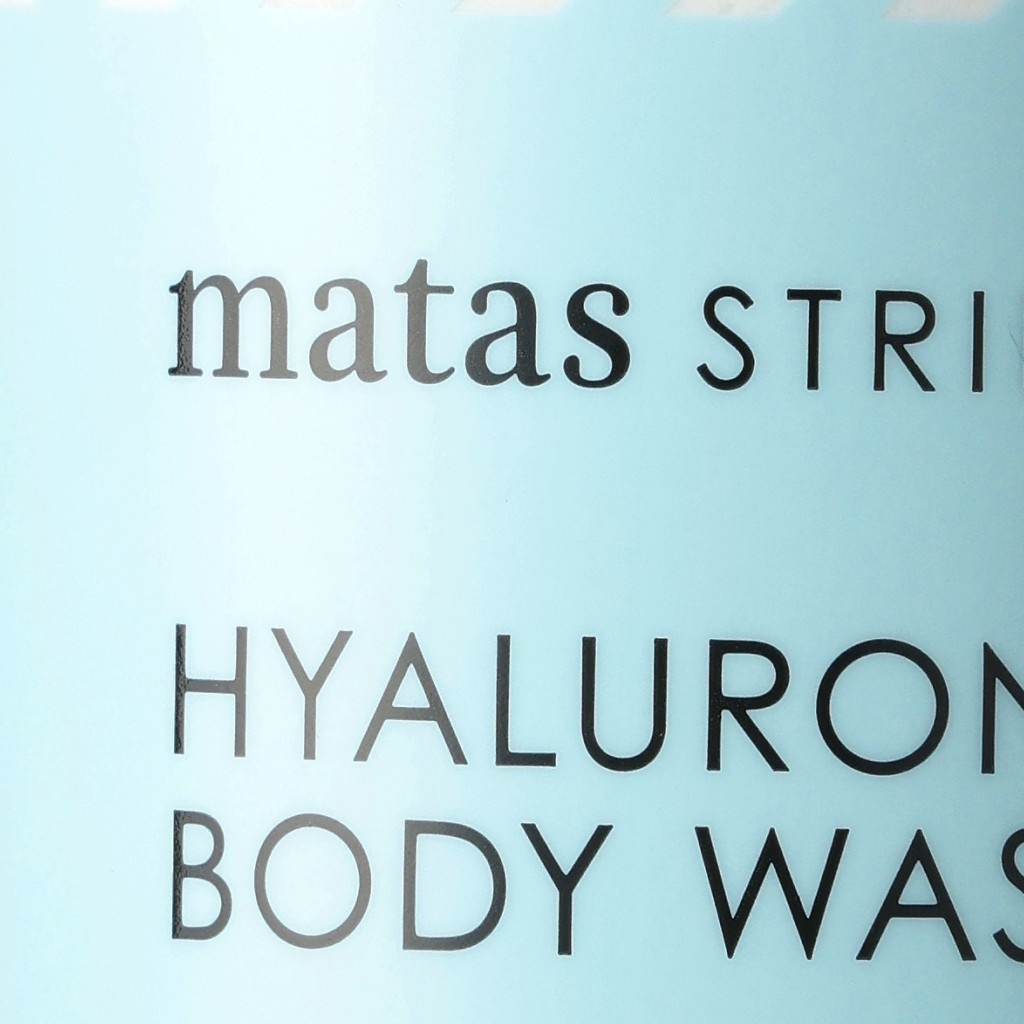 matas STRI
HYALURON
BODY WAS